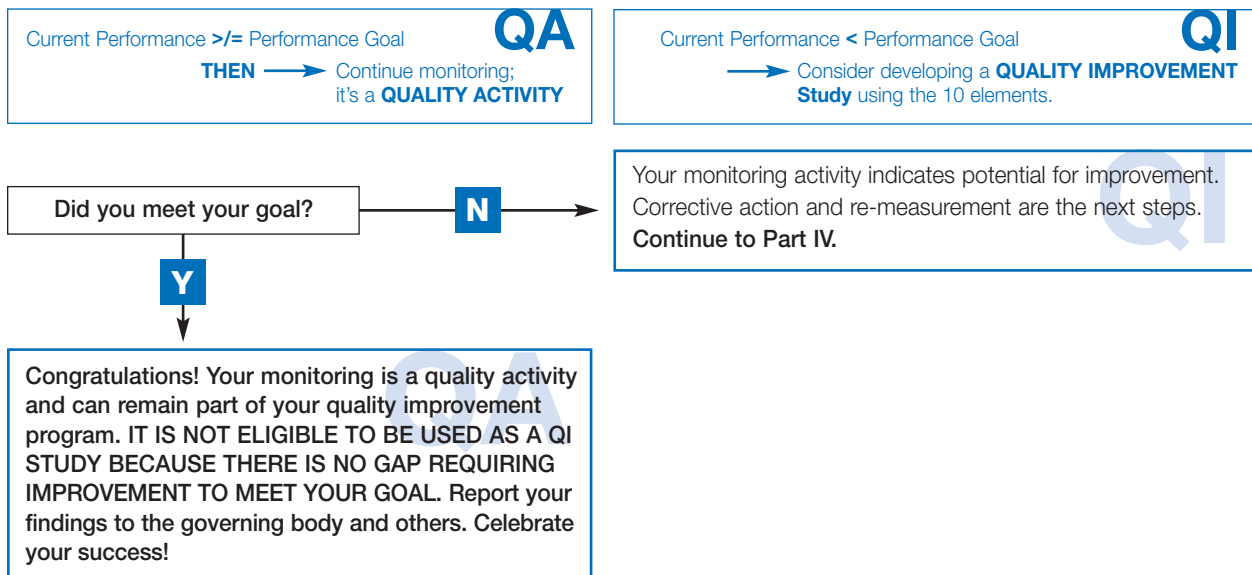 QA
Current Performance >/= Performance Goal
THEN Continue monitoring;
it's a QUALITY ACTIVITY
QI
Current Performance < Performance Goal
Consider developing a QUALITY IMPROVEMENT
Study using the 10 elements.
Did you meet your goal?
N
QI
Your monitoring activity indicates potential for improvement.
Corrective action and re-measurement are the next steps.
Continue to Part IV.
Y
QA
Congratulations! Your monitoring is a quality activity
and can remain part of your quality improvement
program. IT IS NOT ELIGIBLE TO BE USED AS A QI
STUDY BECAUSE THERE IS NO GAP REQUIRING
IMPROVEMENT TO MEET YOUR GOAL. Report your
findings to the governing body and others. Celebrate
your success!